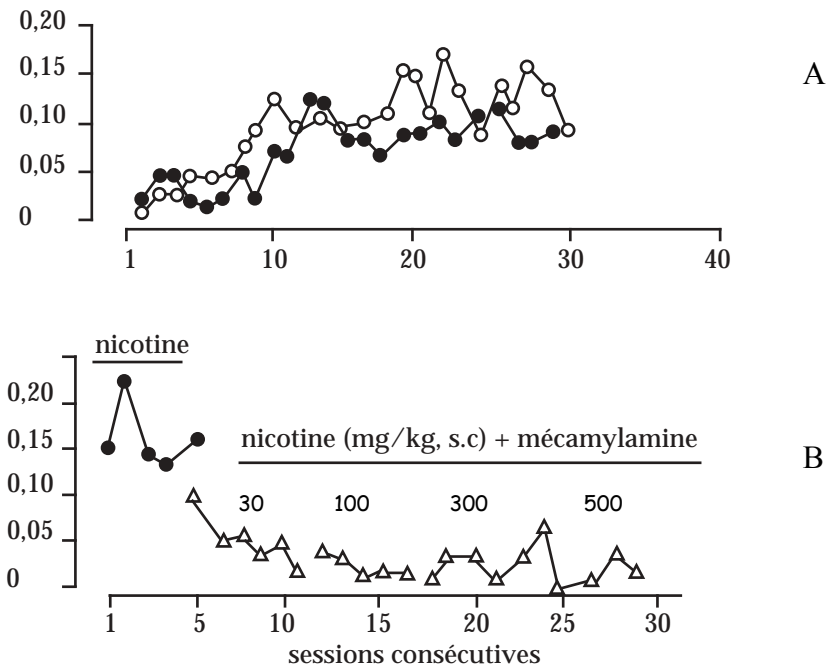 0,20
0,15
0,10
0,05
0
A
1 10 20 30 40
nicotine
0,20
0,15
0,10
0,05
0
nicotine (mg/kg, s.c) + mécamylamine
B
30 100 300 500
1 5 10 15 20 25 30
sessions consécutives